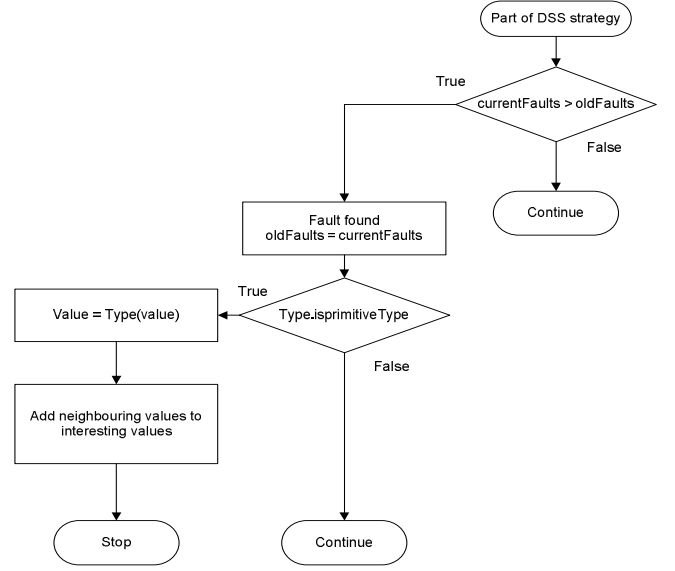 Part of DSS strategy
True
currentFaults > oldFaults
False
Continue
Fault found
oldFaults = currentFaults
True
Value = Type(value)
Type.isprimitiveType
False
Add neighbouring values to
interesting values
Stop
Continue